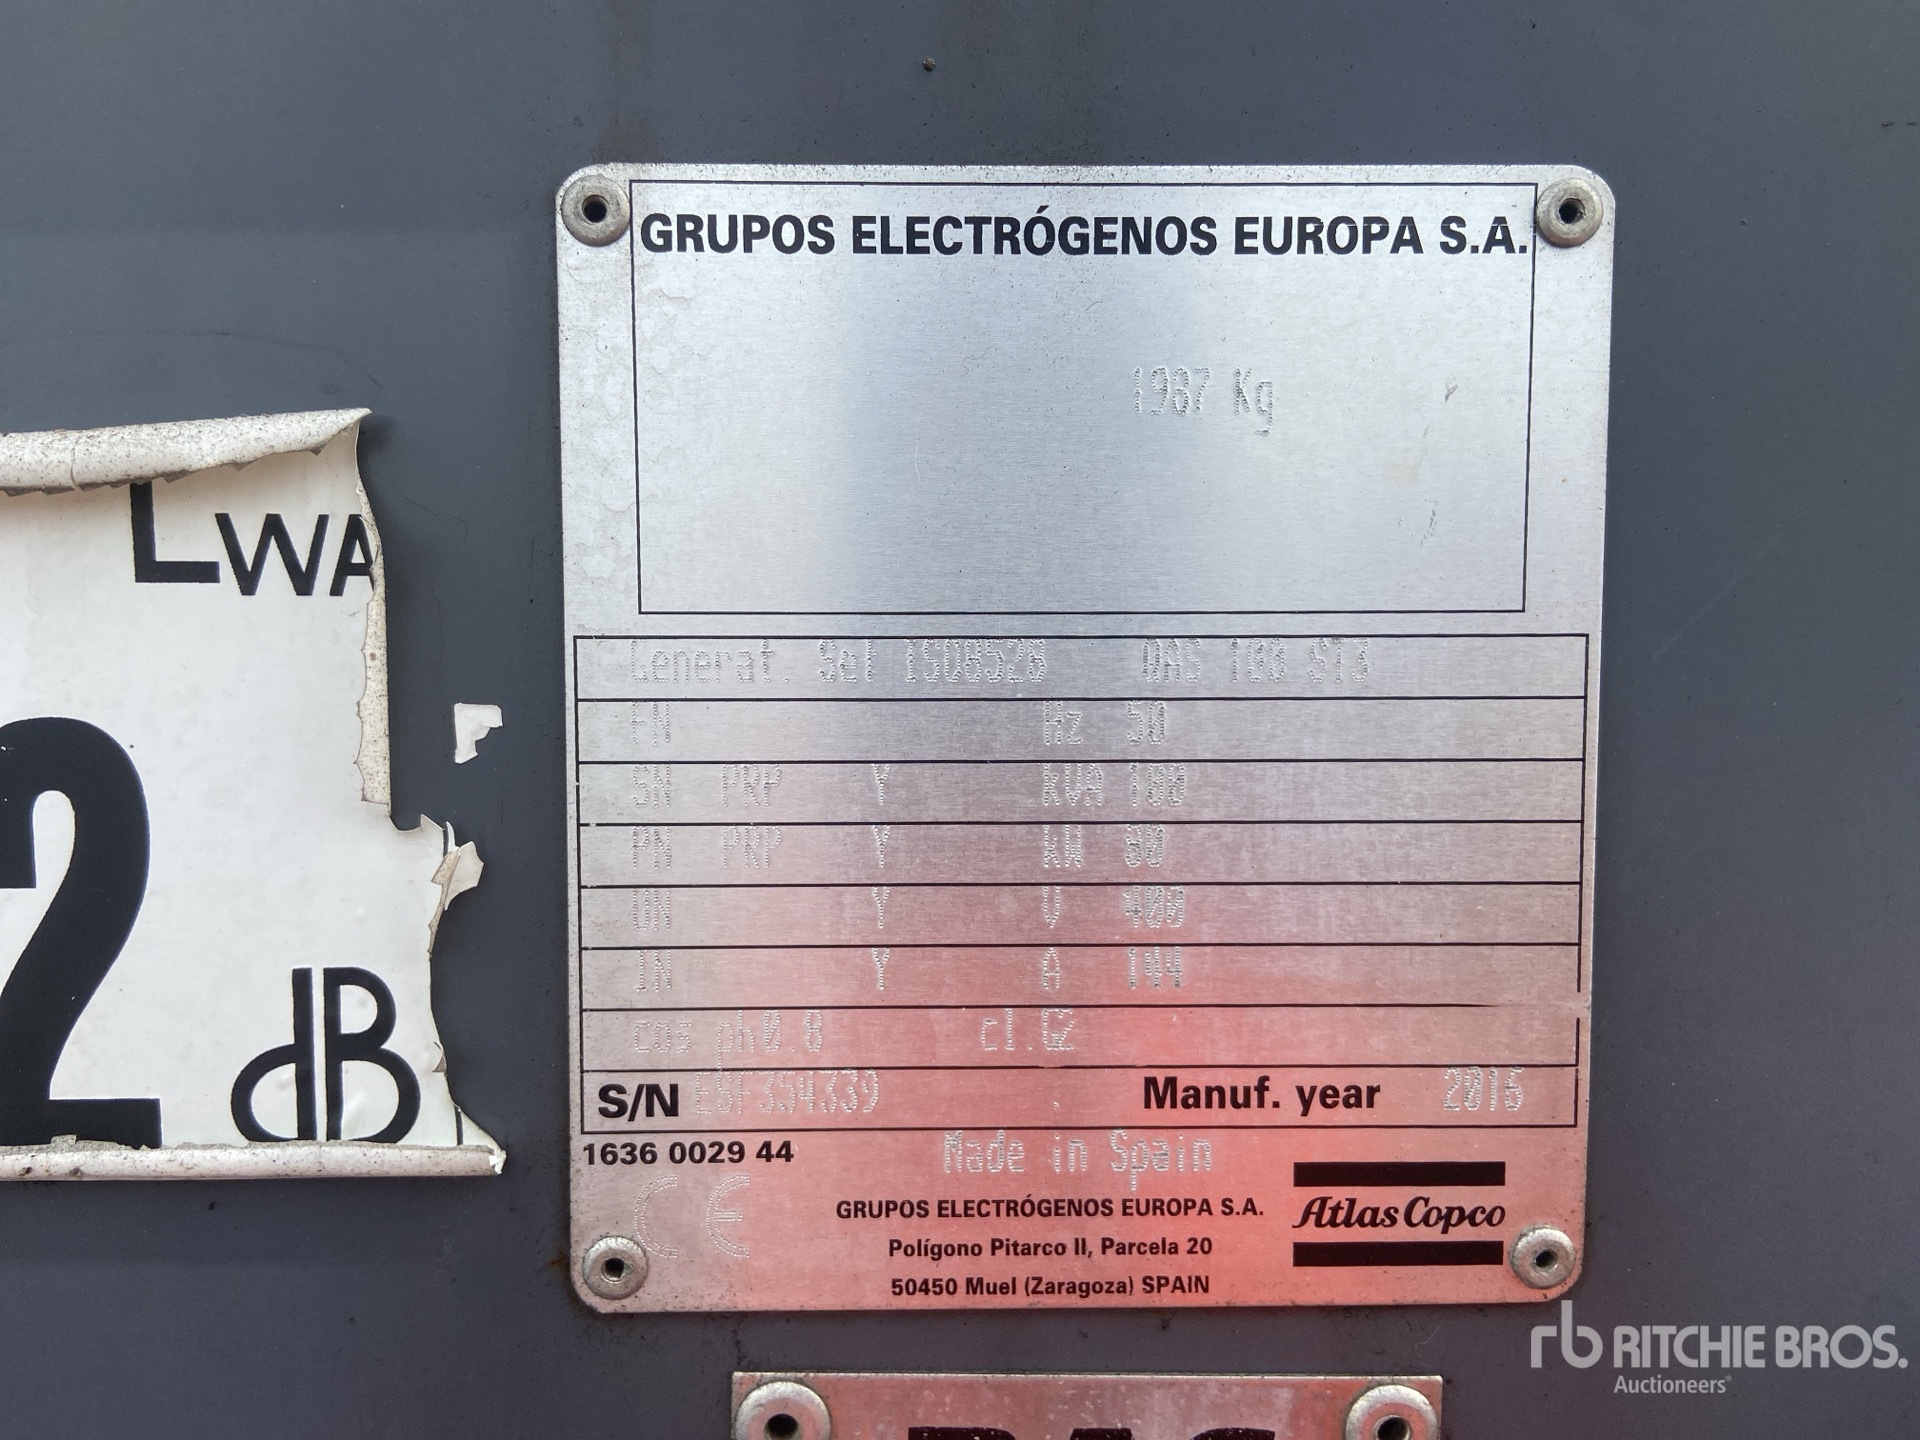 GRUPOS ELECTRÓGENOS EUROPA S.A.
1987 Kg
LWA
2
dB
Generat. Set ISO8528 QAS 100 ST3
FN Hz 50
SN PRP Y kVA 100
PN PRP Y kW 80
UN Y V 400
IN Y A 144
cos ph0.8 cl.G2
S/N ESF354339 Manuf. year 2016
1636 0029 44
Made in Spain
CE
GRUPOS ELECTRÓGENOS EUROPA S.A.
Polígono Pitarco II, Parcela 20
50450 Muel (Zaragoza) SPAIN
Atlas Copco
rb RITCHIE BROS.
Auctioneers®